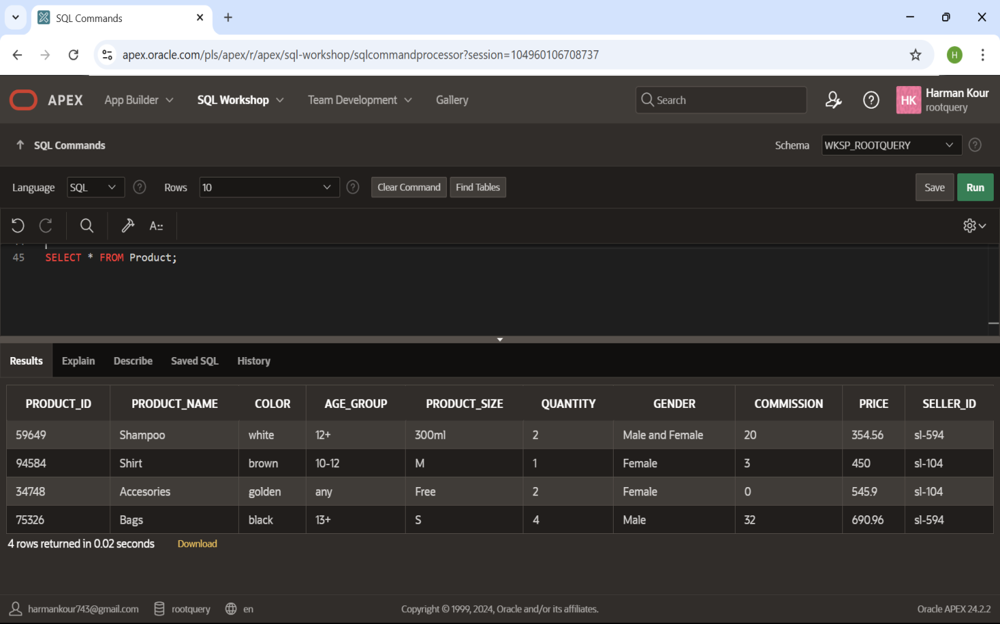 SQL Commands
apex.oracle.com/pls/apex/r/apex/sql-workshop/sqlcommandprocessor?session=104960106708737
H
APEX App Builder SQL Workshop Team Development Gallery Search HK Harman Kour
rootquery
SQL Commands Schema WKSP_ROOTQUERY
Language SQL Rows 10 Clear Command Find Tables Save Run
45 SELECT * FROM Product;
Results Explain Describe Saved SQL History
PRODUCT_ID PRODUCT_NAME COLOR AGE_GROUP PRODUCT_SIZE QUANTITY GENDER COMMISSION PRICE SELLER_ID
59649 Shampoo white 12+ 300ml 2 Male and Female 20 354.56 sl-594
94584 Shirt brown 10-12 M 1 Female 3 450 sl-104
34748 Accesories golden any Free 2 Female 0 545.9 sl-104
75326 Bags black 13+ S 4 Male 32 690.96 sl-594
4 rows returned in 0.02 seconds Download
harmankour743@gmail.com rootquery en Copyright © 1999, 2024, Oracle and/or its affiliates. Oracle APEX 24.2.2